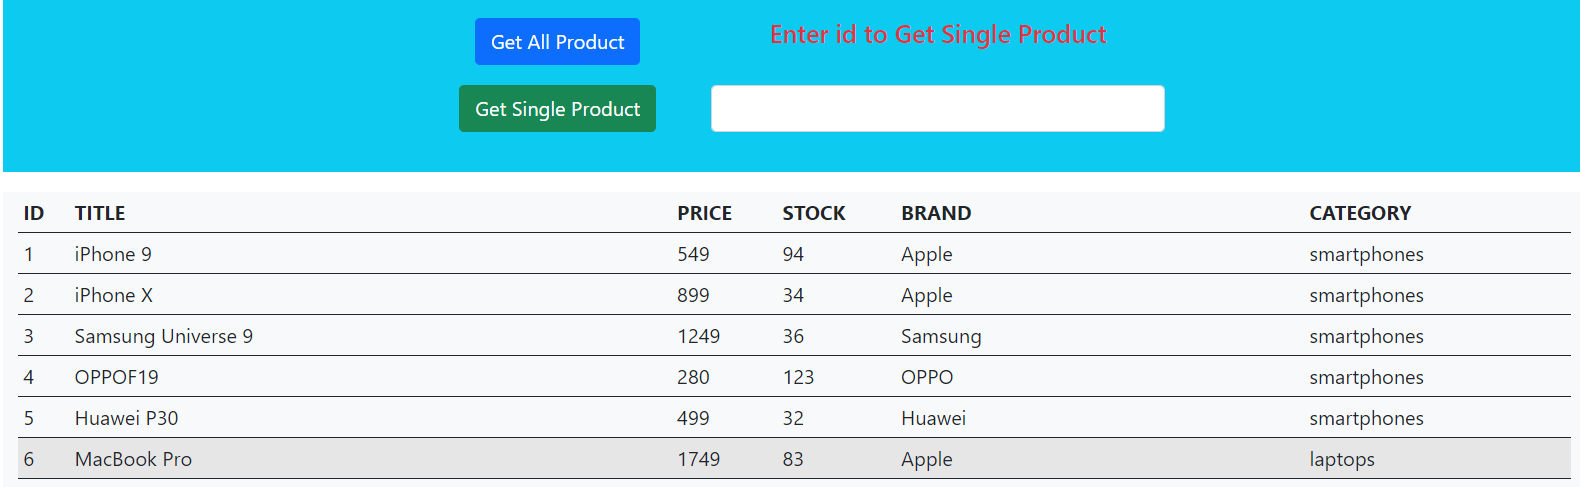 Get All Product
Enter id to Get Single Product
Get Single Product
ID TITLE PRICE STOCK BRAND CATEGORY
1 iPhone 9 549 94 Apple smartphones
2 iPhone X 899 34 Apple smartphones
3 Samsung Universe 9 1249 36 Samsung smartphones
4 OPPOF19 280 123 OPPO smartphones
5 Huawei P30 499 32 Huawei smartphones
6 MacBook Pro 1749 83 Apple laptops